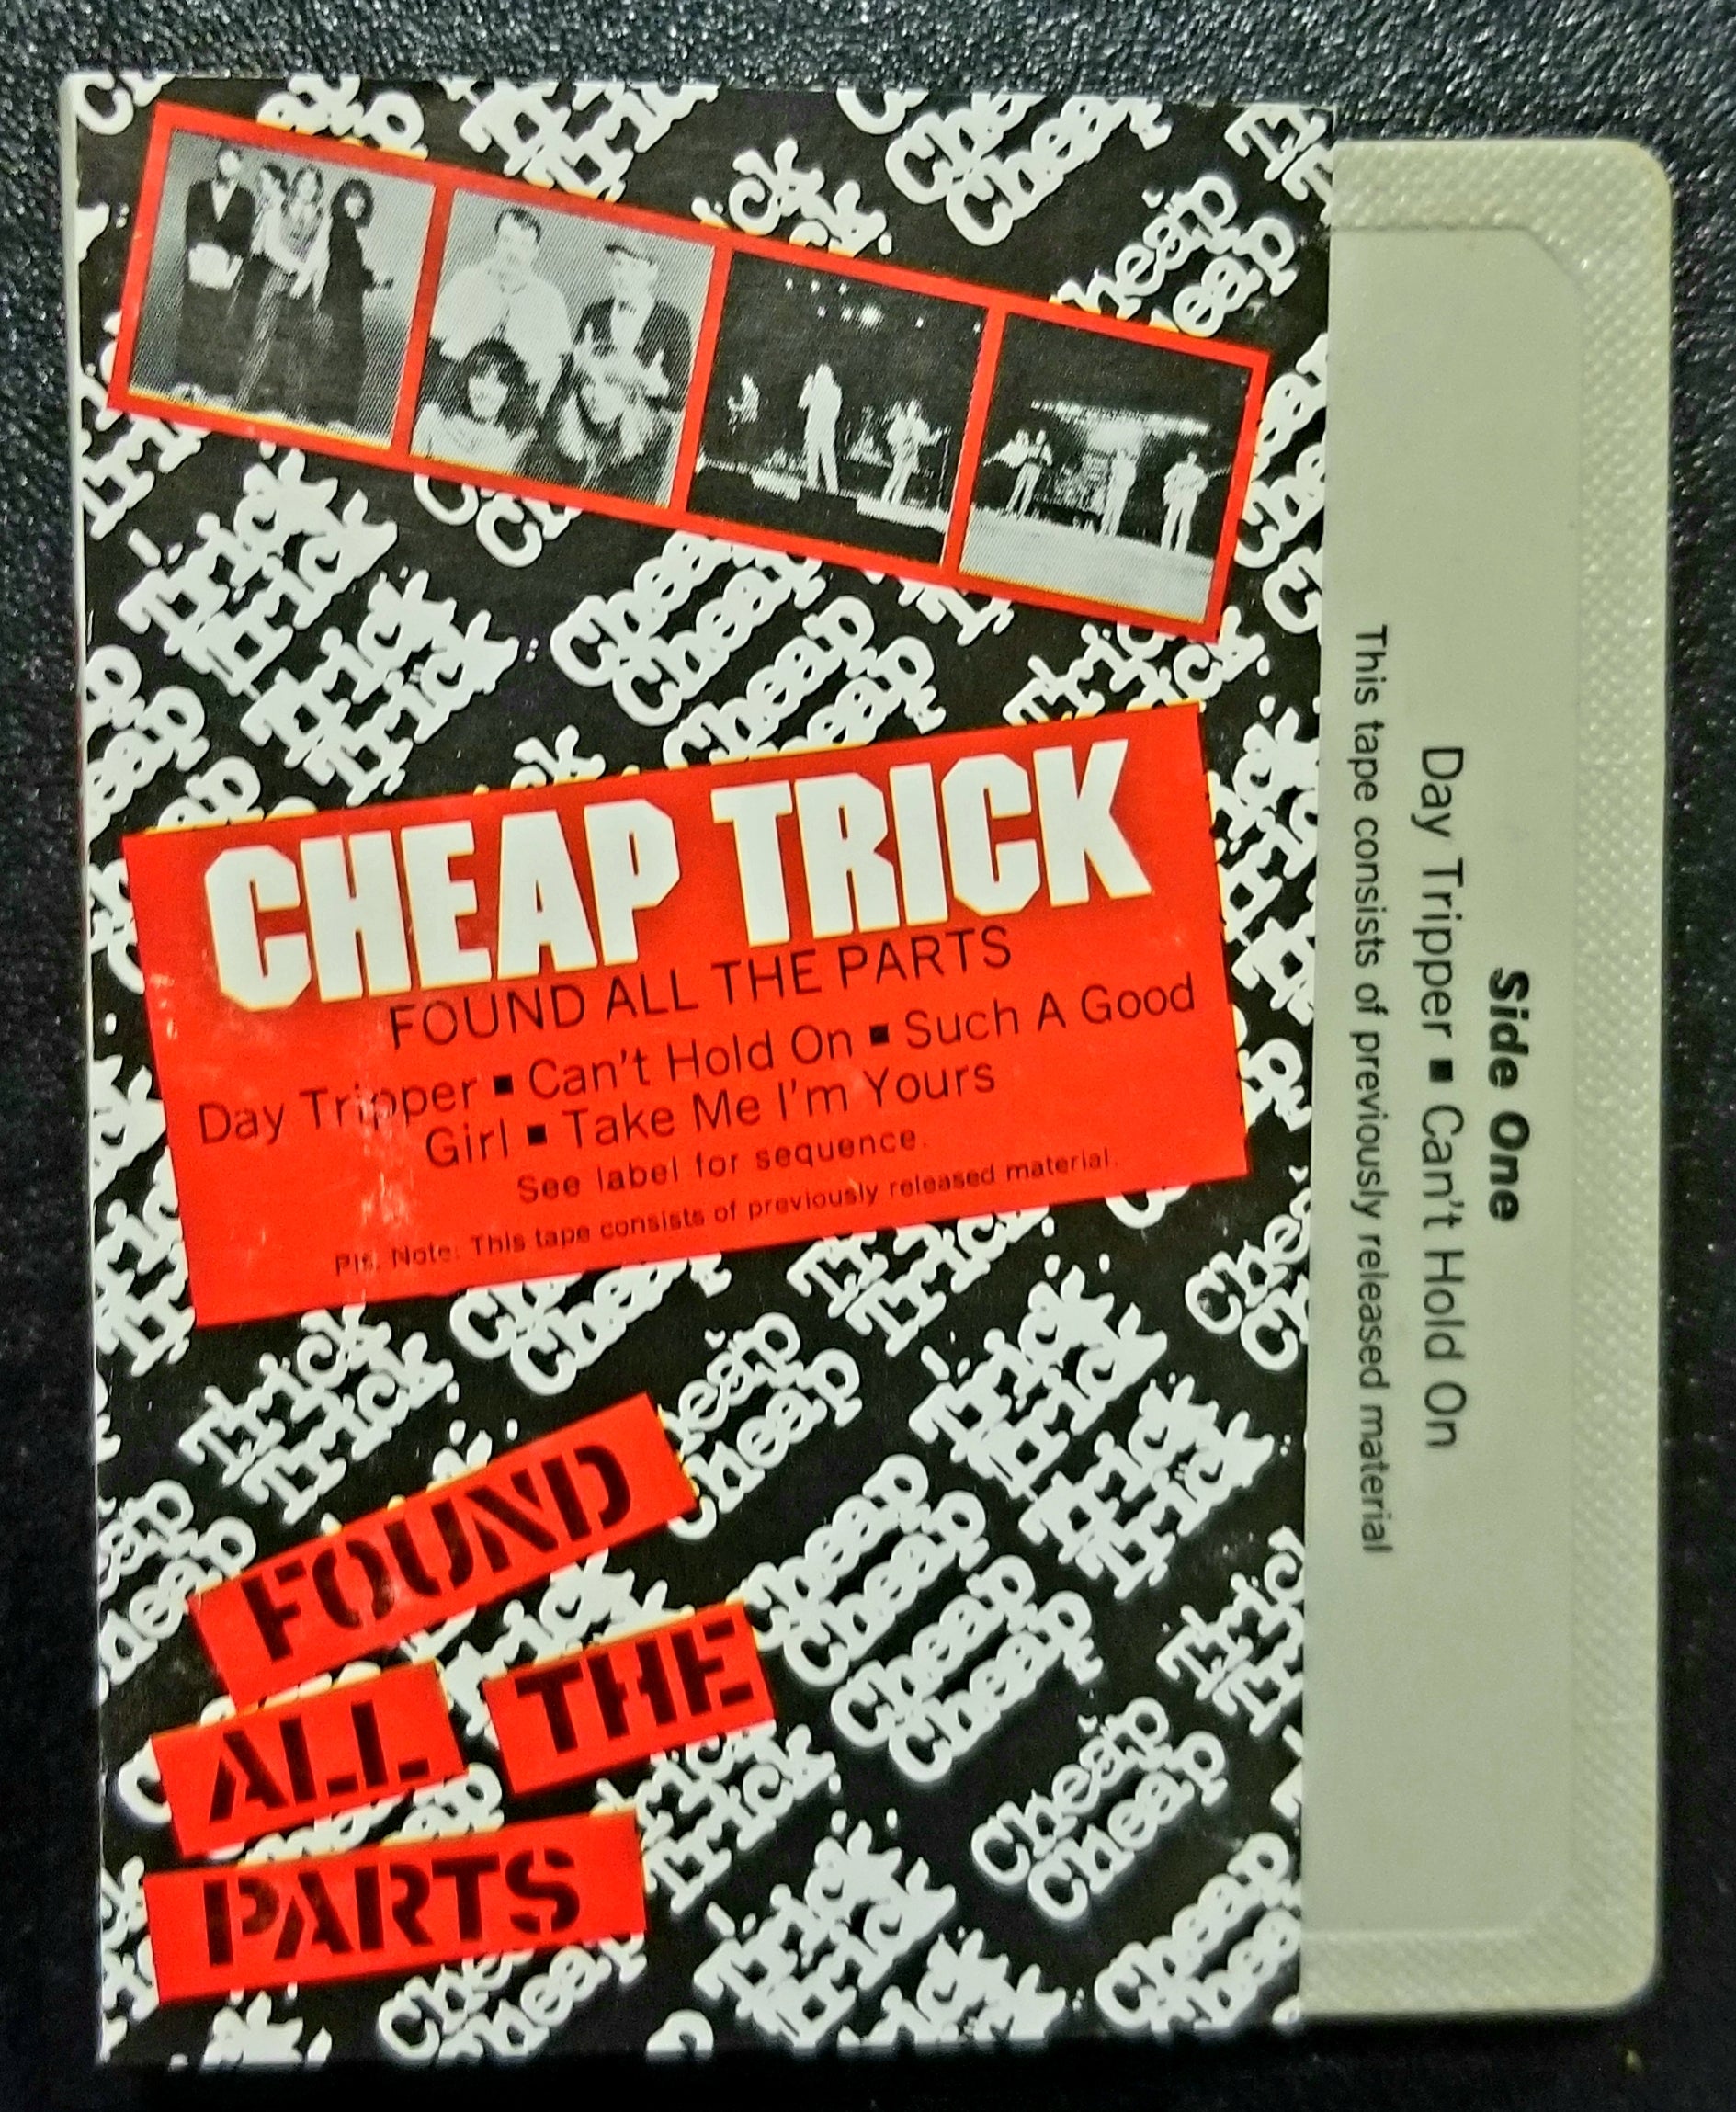 CHEAP TRICK
FOUND ALL THE PARTS
Day Tripper ▪ Can't Hold On ▪ Such A Good
Girl ▪ Take Me I'm Yours
See label for sequence.
Pls. Note: This tape consists of previously released material.
FOUND
ALL THE
PARTS
Side One
Day Tripper ▪ Can't Hold On
This tape consists of previously released material